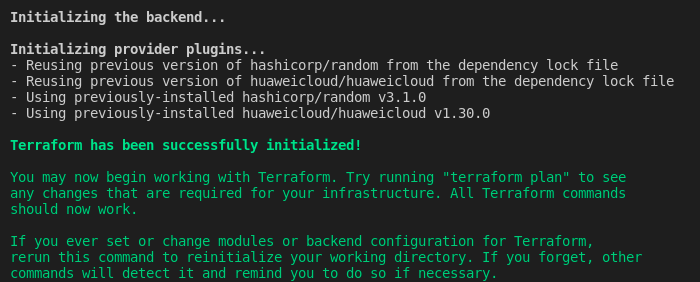 Initializing the backend...
Initializing provider plugins...
- Reusing previous version of hashicorp/random from the dependency lock file
- Reusing previous version of huaweicloud/huaweicloud from the dependency lock file
- Using previously-installed hashicorp/random v3.1.0
- Using previously-installed huaweicloud/huaweicloud v1.30.0
Terraform has been successfully initialized!
You may now begin working with Terraform. Try running "terraform plan" to see
any changes that are required for your infrastructure. All Terraform commands
should now work.
If you ever set or change modules or backend configuration for Terraform,
rerun this command to reinitialize your working directory. If you forget, other
commands will detect it and remind you to do so if necessary.